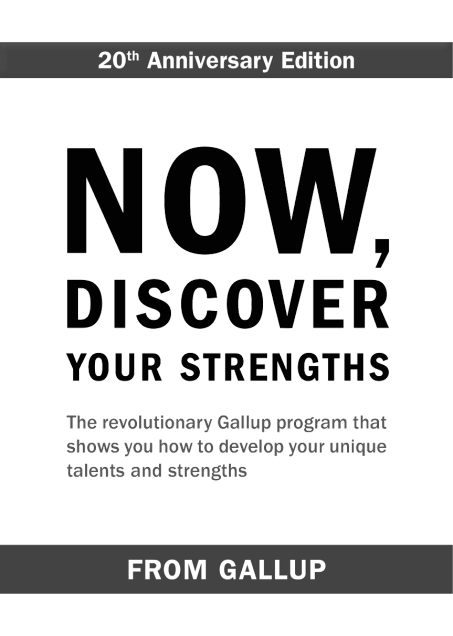 20th Anniversary Edition
NOW,
DISCOVER
YOUR STRENGTHS
The revolutionary Gallup program that
shows you how to develop your unique
talents and strengths
FROM GALLUP